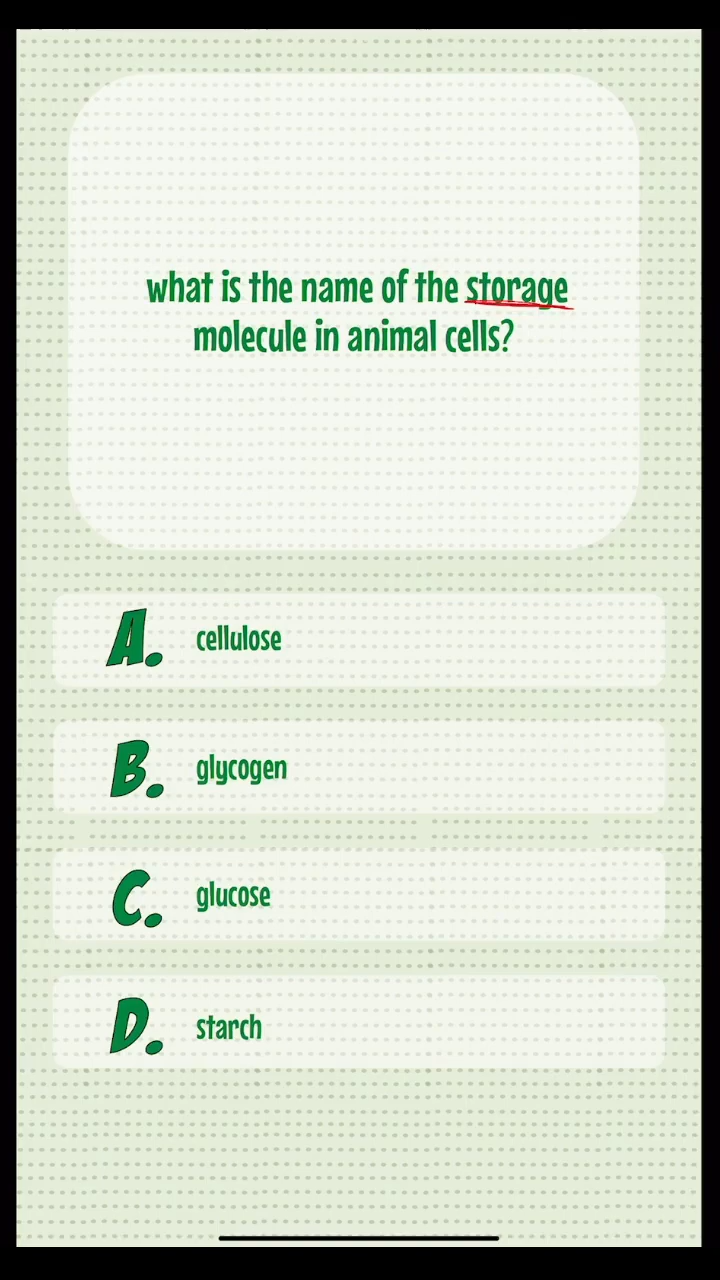 what is the name of the storage
molecule in animal cells?
A. cellulose
B. glycogen
C. glucose
D. starch